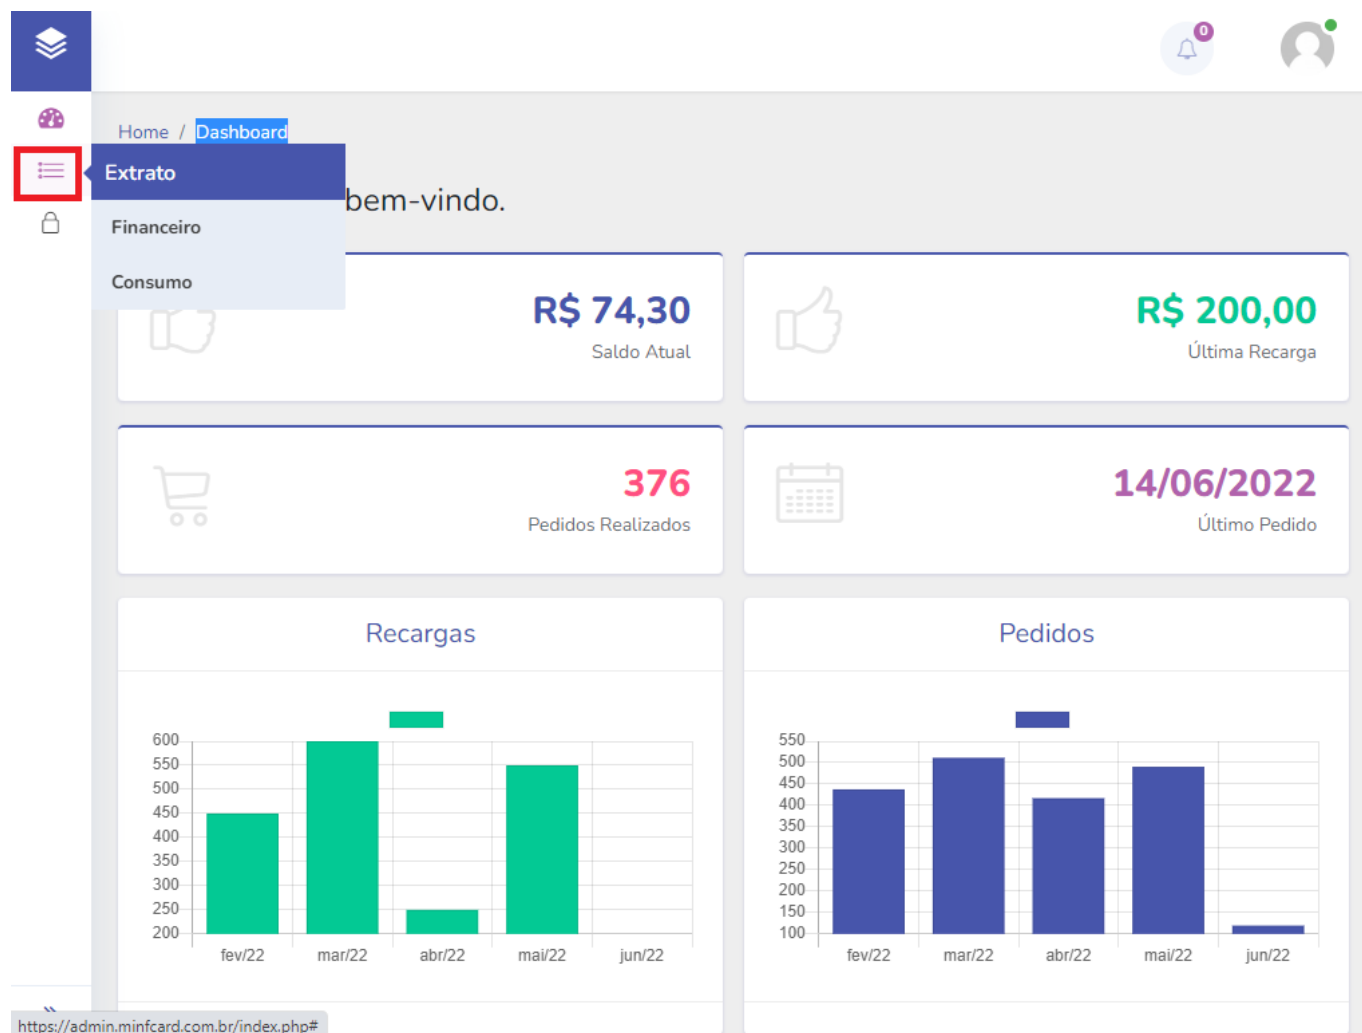 0
Home / Dashboard
Extrato
bem-vindo.
Financeiro
Consumo
R$ 74,30
Saldo Atual
R$ 200,00
Última Recarga
376
Pedidos Realizados
14/06/2022
Último Pedido
Recargas
600
550
500
450
400
350
300
250
200
fev/22 mar/22 abr/22 mai/22 jun/22
Pedidos
550
500
450
400
350
300
250
200
150
100
fev/22 mar/22 abr/22 mai/22 jun/22
https://admin.minfcard.com.br/index.php#